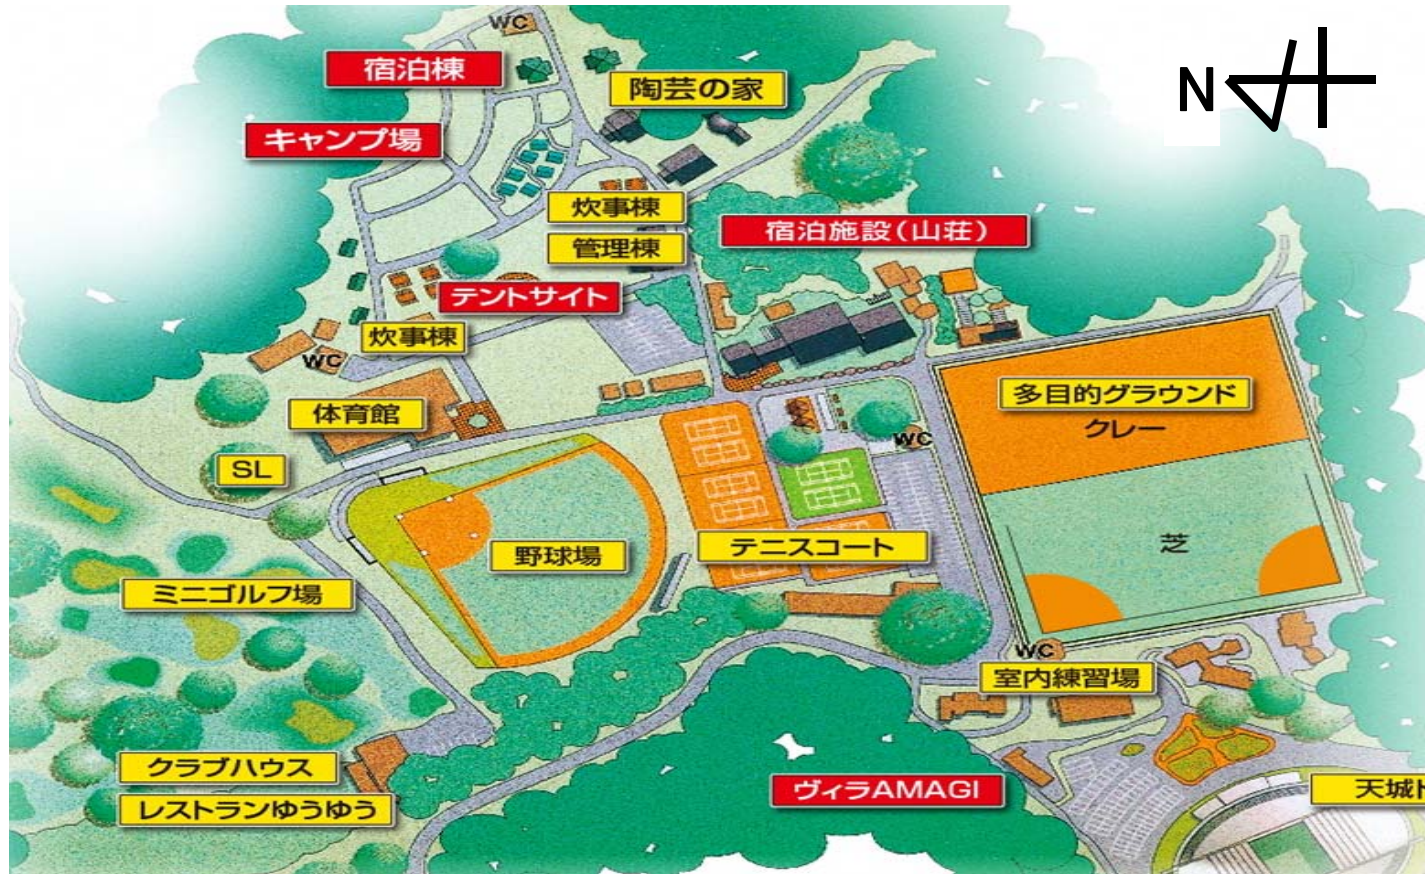 WC
宿泊棟
陶芸の家
N
キャンプ場
炊事棟
宿泊施設(山荘)
管理棟
テントサイト
炊事棟
WC
体育館
多目的グラウンド
クレー
WC
SL
テニスコート
野球場
芝
ミニゴルフ場
WC
室内練習場
クラブハウス
ヴィラAMAGI
天城
レストランゆうゆう